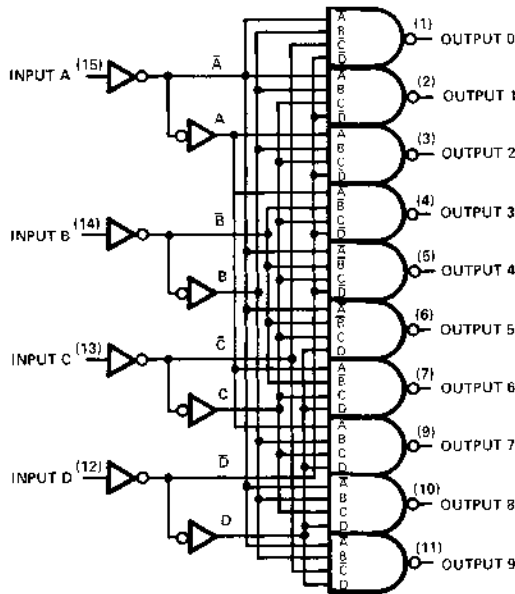 Ā
B
C̄
D̄
(1) OUTPUT 0
INPUT A (15)
Ā
Ā
B
C
D̄
(2) OUTPUT 1
A
A
B
C
D̄
(3) OUTPUT 2
A
B̄
C
D̄
(4) OUTPUT 3
INPUT B (14)
B̄
Ā
B̄
C
D̄
(5) OUTPUT 4
B
Ā
B̄
C
D
(6) OUTPUT 5
INPUT C (13)
C̄
A
B̄
C
D
(7) OUTPUT 6
C
A
B
C
D
(9) OUTPUT 7
INPUT D (12)
D̄
Ā
B
C
D
(10) OUTPUT 8
D
Ā
B
C̄
D
(11) OUTPUT 9